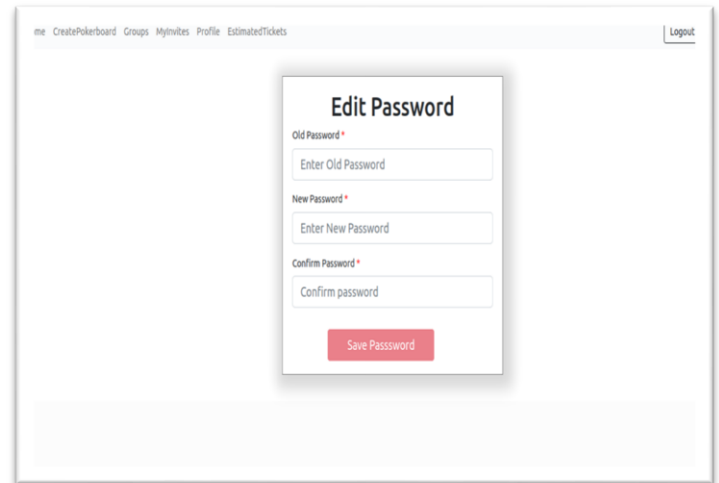 me CreatePokerboard Groups MyInvites Profile EstimatedTickets Logout
Edit Password
Old Password *
Enter Old Password
New Password *
Enter New Password
Confirm Password *
Confirm password
Save Passsword